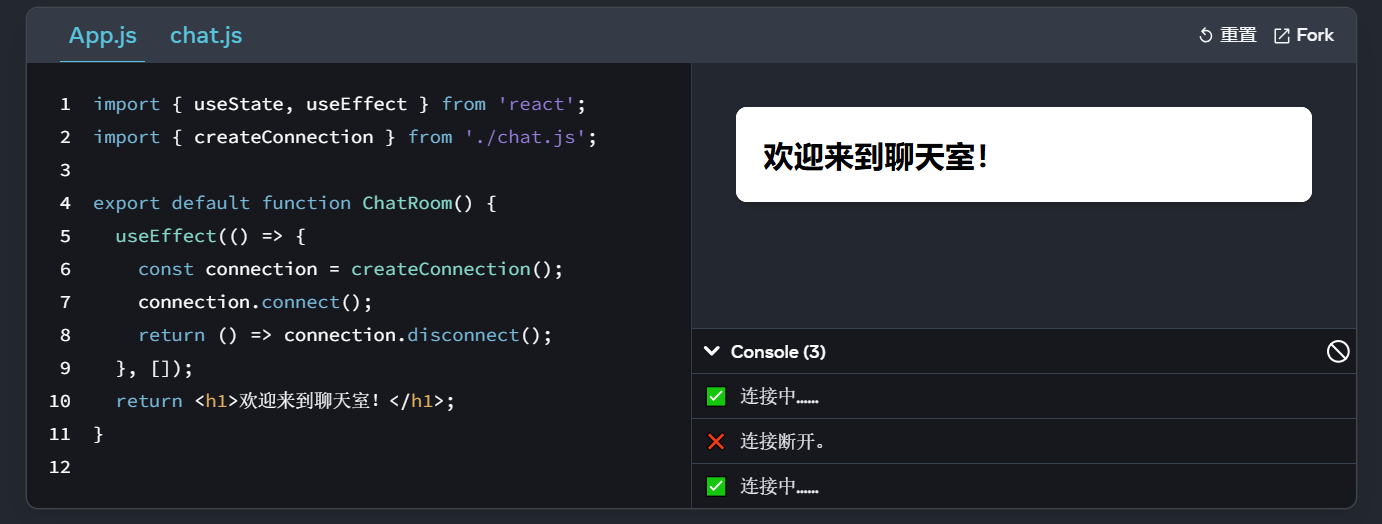 App.js chat.js 重置 Fork
1 import { useState, useEffect } from 'react';
2 import { createConnection } from './chat.js';
3
4 export default function ChatRoom() {
5   useEffect(() => {
6     const connection = createConnection();
7     connection.connect();
8     return () => connection.disconnect();
9   }, []);
10   return <h1>欢迎来到聊天室！</h1>;
11 }
12
欢迎来到聊天室！
Console (3)
✅ 连接中……
❌ 连接断开。
✅ 连接中……